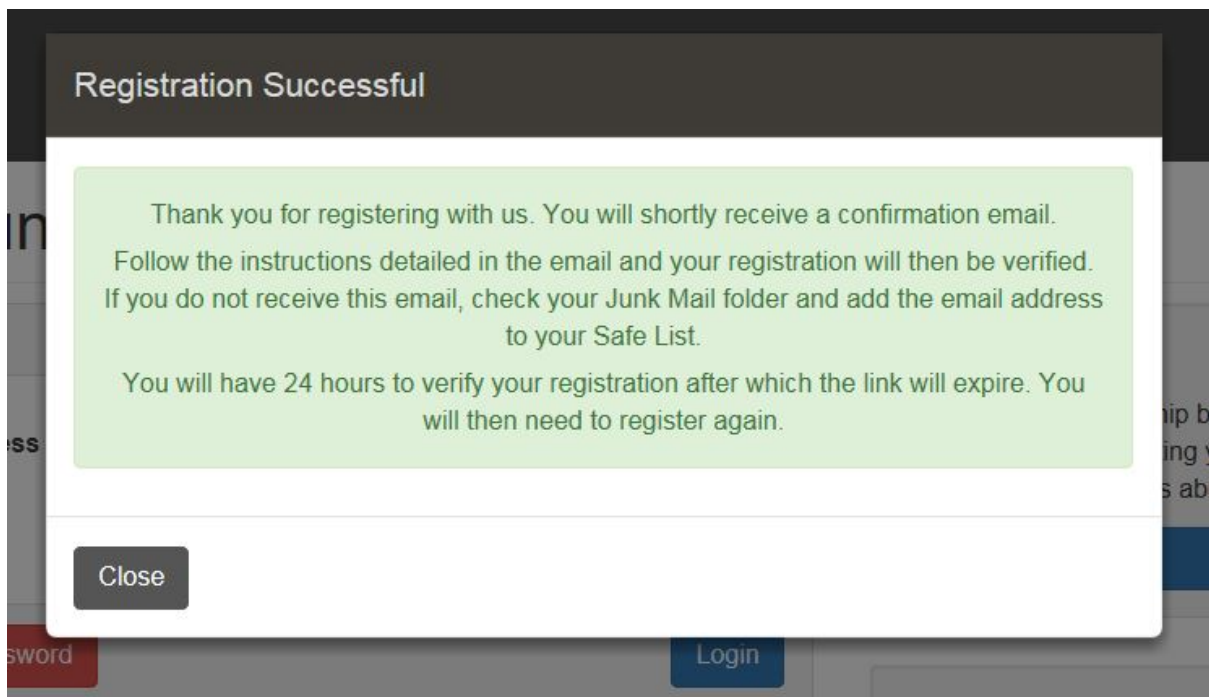 Registration Successful
Thank you for registering with us. You will shortly receive a confirmation email.
Follow the instructions detailed in the email and your registration will then be verified.
If you do not receive this email, check your Junk Mail folder and add the email address
to your Safe List.
You will have 24 hours to verify your registration after which the link will expire. You
will then need to register again.
Close
Login